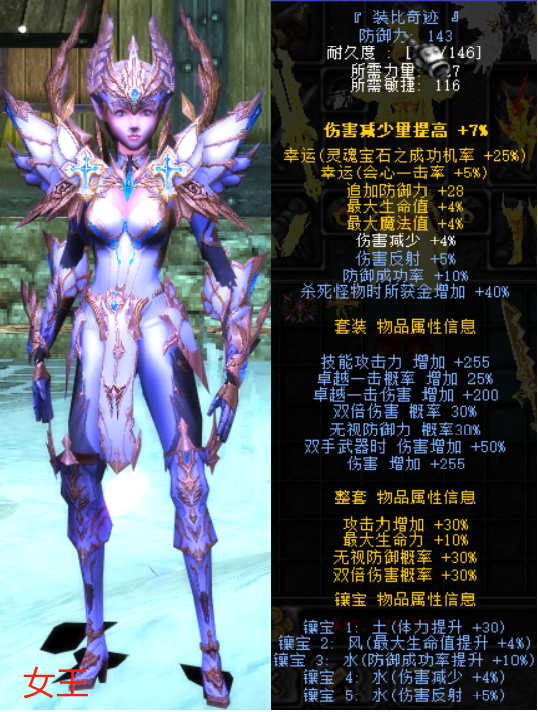 『 装比奇迹 』
防御力: 143
耐久度 : [ /146]
所需力量: 7
所需敏捷: 116
伤害减少量提高 +7%
幸运(灵魂宝石之成功机率 +25%)
幸运(会心一击率 +5%)
追加防御力 +28
最大生命值 +4%
最大魔法值 +4%
伤害减少 +4%
伤害反射 +5%
防御成功率 +10%
杀死怪物时所获金增加 +40%
套装 物品属性信息
技能攻击力 增加 +255
卓越一击概率 增加 25%
卓越一击伤害 增加 +200
双倍伤害 概率 30%
无视防御力 概率30%
双手武器时 伤害增加 +50%
伤害 增加 +255
整套 物品属性信息
攻击力增加 +30%
最大生命力 +10%
无视防御概率 +30%
双倍伤害概率 +30%
镶宝 物品属性信息
镶宝 1: 土(体力提升 +30)
镶宝 2: 风(最大生命值提升 +4%)
镶宝 3: 水(防御成功率提升 +10%)
镶宝 4: 水(伤害减少 +4%)
镶宝 5: 水(伤害反射 +5%)
女王